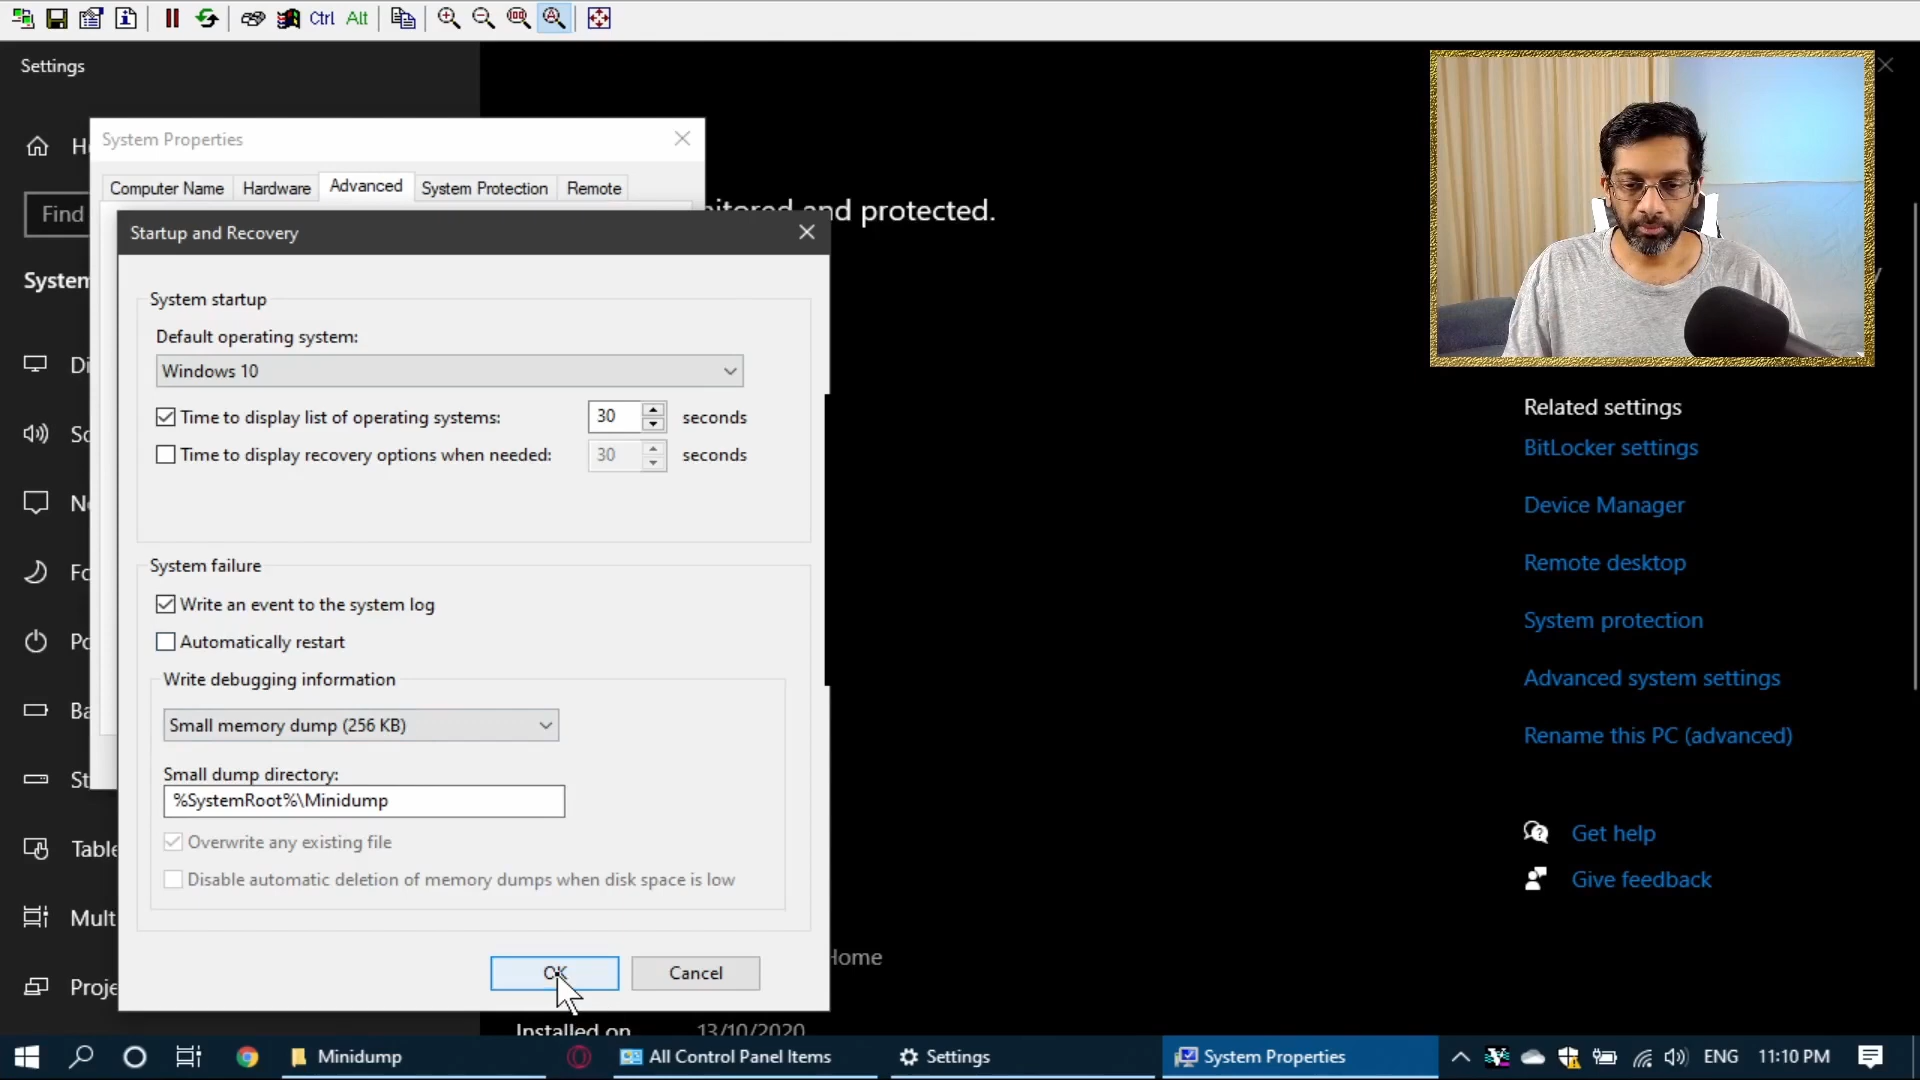 Ctrl Alt
Settings
System Properties
Computer Name Hardware Advanced System Protection Remote
Find
and protected.
Startup and Recovery
System
System startup
Default operating system:
Windows 10
Time to display list of operating systems: 30 seconds
Time to display recovery options when needed: 30 seconds
System failure
Write an event to the system log
Automatically restart
Write debugging information
Small memory dump (256 KB)
Small dump directory:
%SystemRoot%\Minidump
Overwrite any existing file
Disable automatic deletion of memory dumps when disk space is low
OK Cancel
Related settings
BitLocker settings
Device Manager
Remote desktop
System protection
Advanced system settings
Rename this PC (advanced)
Get help
Give feedback
Home
Installed on 13/10/2020
Minidump All Control Panel Items Settings System Properties ENG 11:10 PM